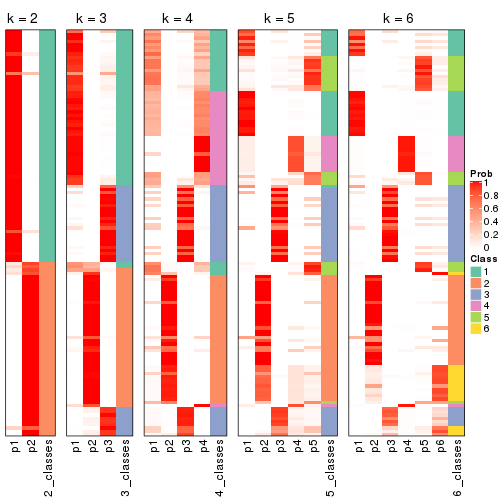 k = 2
k = 3
k = 4
k = 5
k = 6
Prob
1
0.8
0.6
0.4
0.2
0
Class
1
2
3
4
5
6
p1
p2
2_classes
p1
p2
p3
3_classes
p1
p2
p3
p4
4_classes
p1
p2
p3
p4
p5
5_classes
p1
p2
p3
p4
p5
p6
6_classes